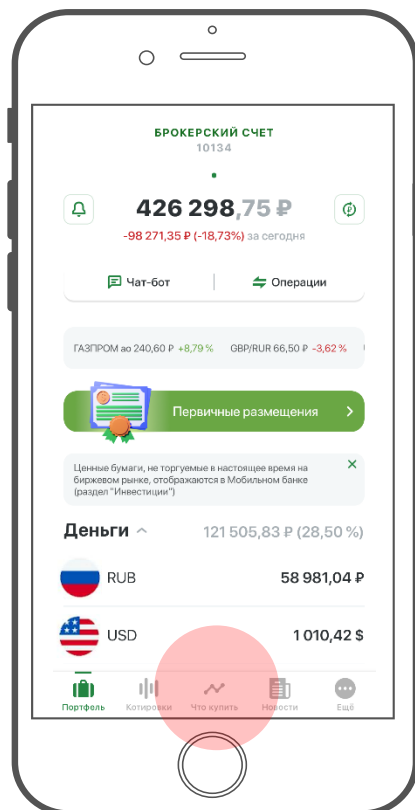 БРОКЕРСКИЙ СЧЕТ
10134
426 298,75 ₽
-98 271,35 ₽ (-18,73%) за сегодня
Чат-бот Операции
ГАЗПРОМ ао 240,60 ₽ +8,79 % GBP/RUR 66,50 ₽ -3,62 %
Первичные размещения
Ценные бумаги, не торгуемые в настоящее время на
биржевом рынке, отображаются в Мобильном банке
(раздел "Инвестиции")
Деньги 121 505,83 ₽ (28,50 %)
RUB 58 981,04 ₽
USD 1 010,42 $
Портфель Котировки Что купить Новости Ещё